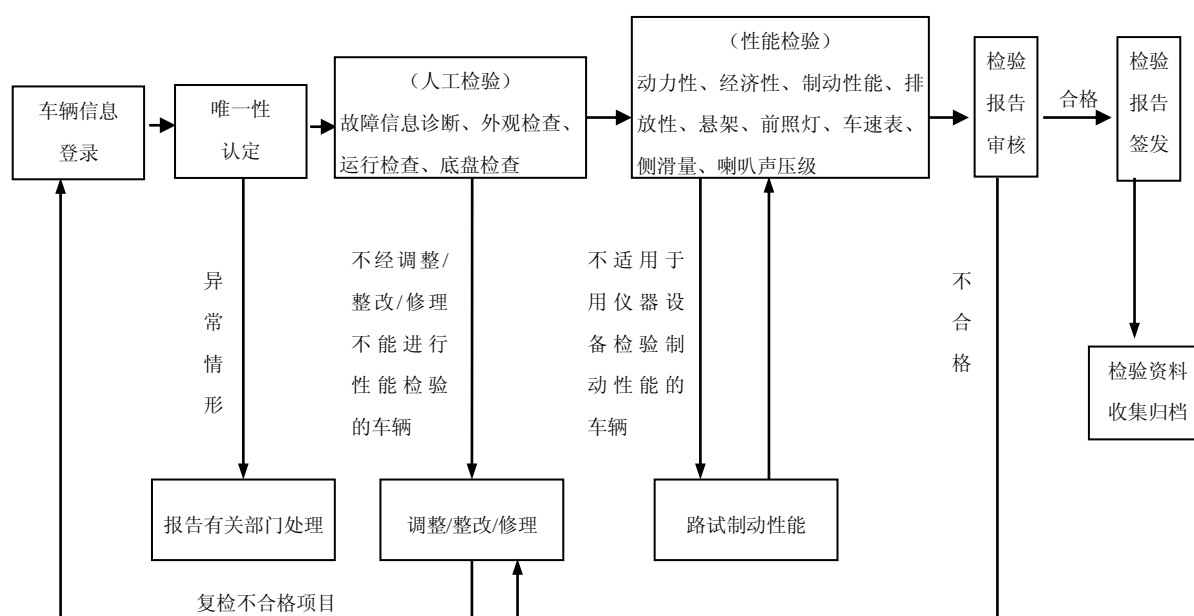 车辆信息
登录
唯一性
认定
（人工检验）
故障信息诊断、外观检查、
运行检查、底盘检查
（性能检验）
动力性、经济性、制动性能、排
放性、悬架、前照灯、车速表、
侧滑量、喇叭声压级
检验
报告
审核
合格
检验
报告
签发
异
常
情
形
不经调整/
整改/修理
不能进行
性能检验
的车辆
不适用于
用仪器设
备检验制
动性能的
车辆
不
合
格
检验资料
收集归档
报告有关部门处理
调整/整改/修理
路试制动性能
复检不合格项目